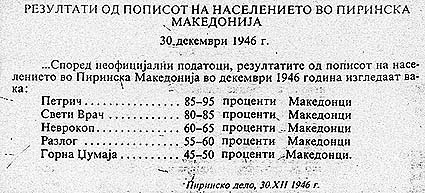 РЕЗУЛТАТИ ОД ПОПИСОТ НА НАСЕЛЕНИЕТО ВО ПИРИНСКА
МАКЕДОНИЈА
30 декември 1946 г.
...Според неофицијални податоци, резултатите од пописот на насе-
лението во Пиринска Македонија во декември 1946 година изгледаат ва-
ка:
Петрич ............ 85–95 проценти Македонци
Свети Врач ........ 80–85 проценти Македонци
Неврокоп .......... 60–65 проценти Македонци
Разлог ............ 55–60 проценти Македонци
Горна Џумаја ...... 45–50 проценти Македонци.
Пиринско дело, 30.XII 1946 г.